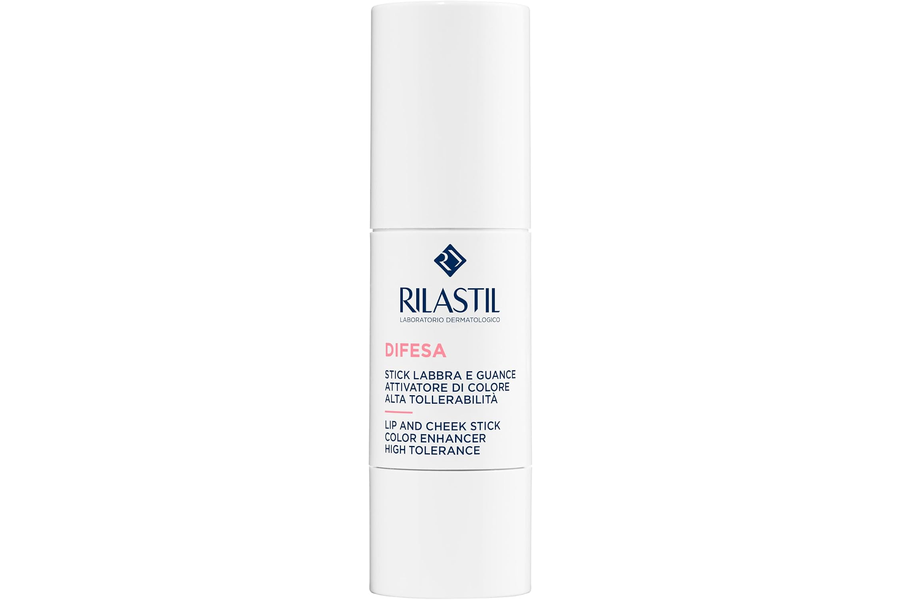 RILASTIL
LABORATORIO DERMATOLOGICO
DIFESA
STICK LABBRA E GUANCE
ATTIVATORE DI COLORE
ALTA TOLLERABILITÀ
LIP AND CHEEK STICK
COLOR ENHANCER
HIGH TOLERANCE